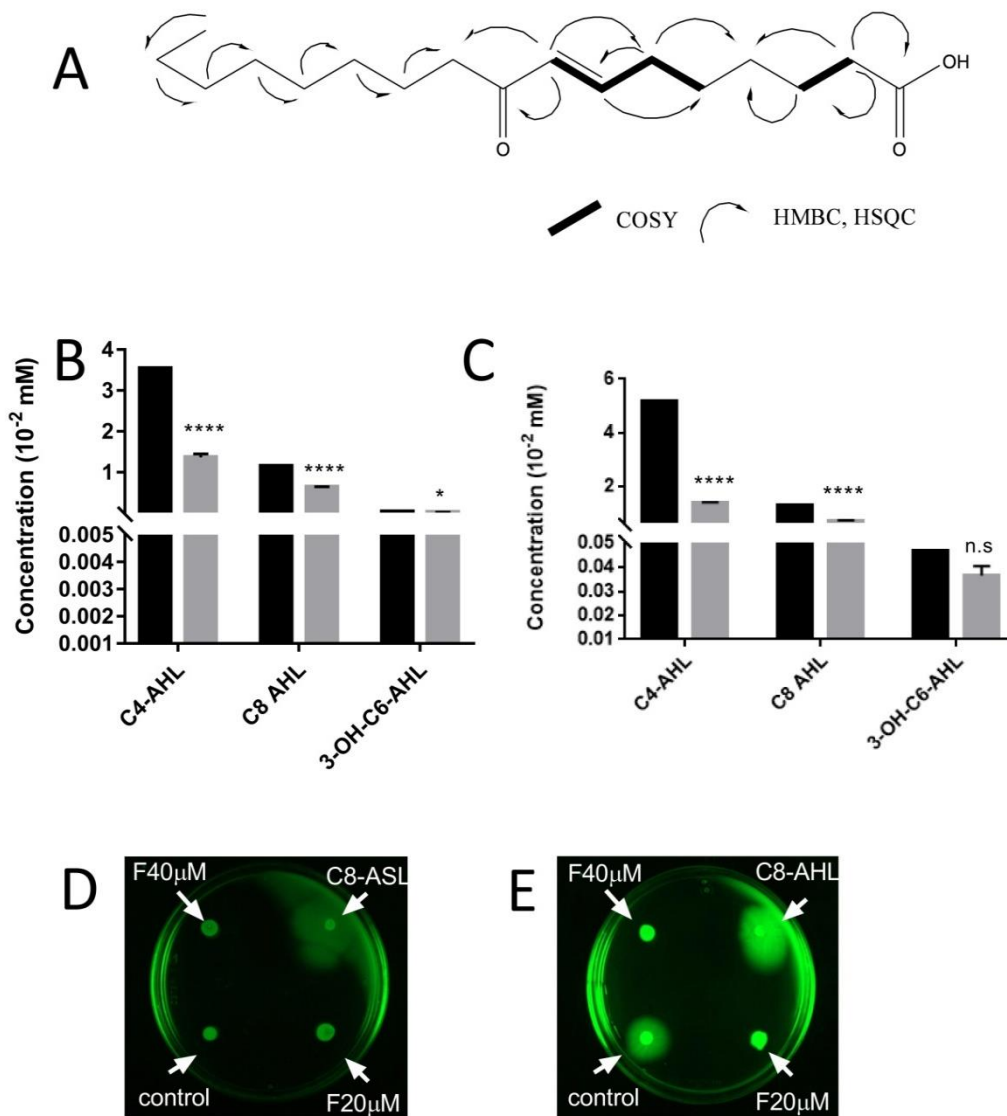 A
OH
O
O
COSY
HMBC, HSQC
B
Concentration (10⁻² mM)
4
3
2
1
0.005
0.004
0.003
0.002
0.001
****
****
*
C4-AHL
C8 AHL
3-OH-C6-AHL
C
Concentration (10⁻² mM)
6
4
2
0.05
0.04
0.03
0.02
0.01
****
****
n.s
C4-AHL
C8-AHL
3-OH-C6-AHL
D
F40μM
C8-ASL
control
F20μM
E
F40μM
C8-AHL
control
F20μM